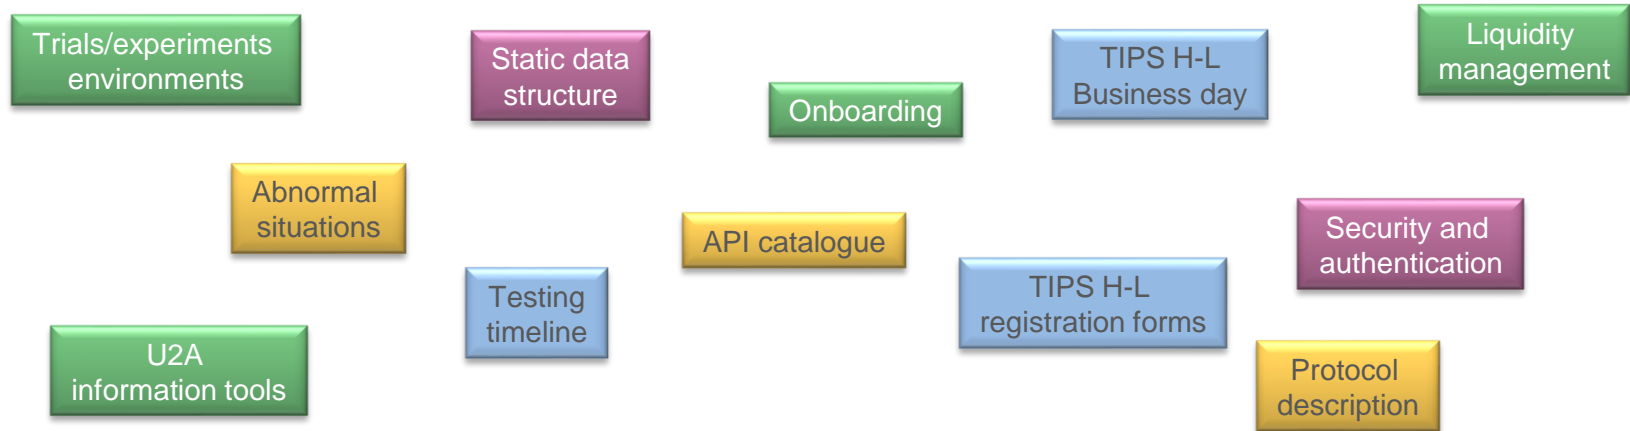 Trials/experiments
environments
Static data
structure
Onboarding
TIPS H-L
Business day
Liquidity
management
Abnormal
situations
API catalogue
Security and
authentication
Testing
timeline
TIPS H-L
registration forms
U2A
information tools
Protocol
description